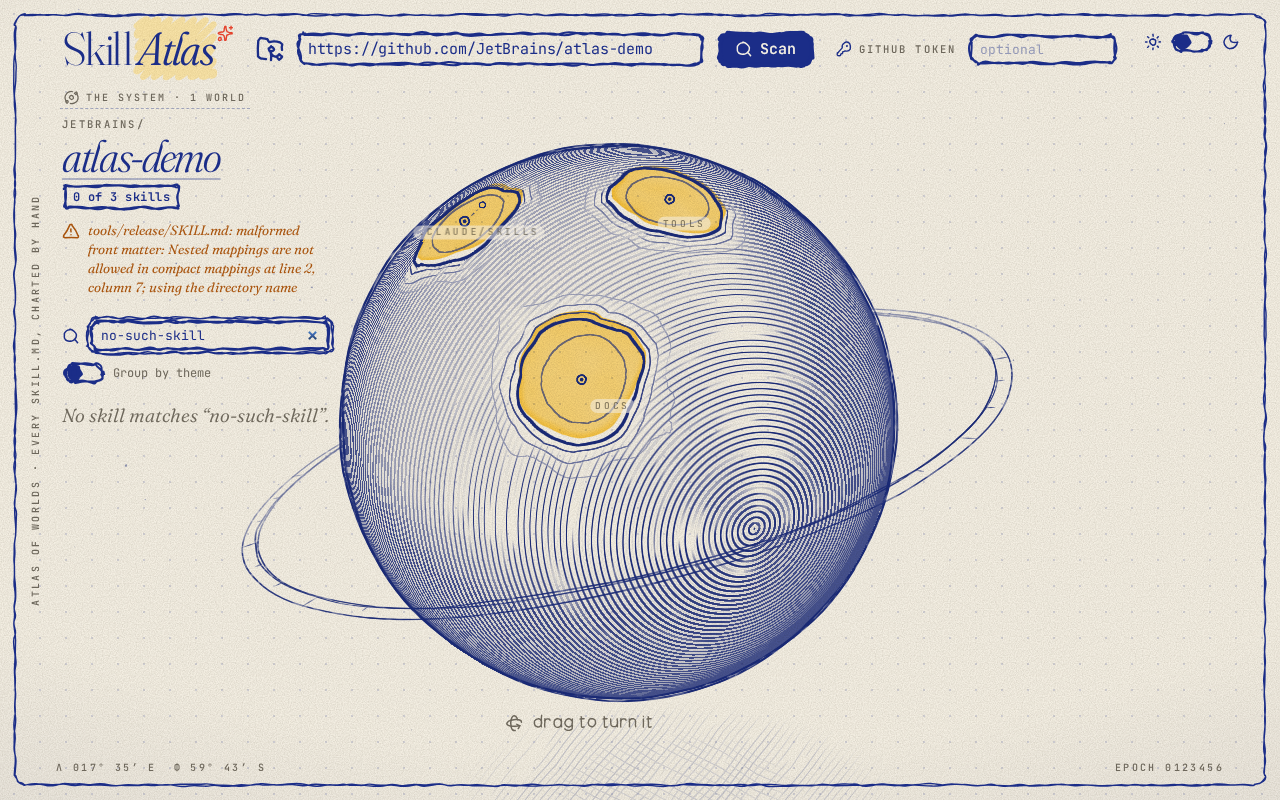 Skill Atlas
https://github.com/JetBrains/atlas-demo
Scan
GITHUB TOKEN
optional
THE SYSTEM · 1 WORLD
JETBRAINS/
atlas-demo
0 of 3 skills
tools/release/SKILL.md: malformed
front matter: Nested mappings are not
allowed in compact mappings at line 2,
column 7; using the directory name
no-such-skill
Group by theme
No skill matches “no-such-skill”.
CLAUDE/SKILLS
TOOLS
DOCS
drag to turn it
ATLAS OF WORLDS · EVERY SKILL.MD, CHARTED BY HAND
Λ 017° 35′ E Φ 59° 43′ S
EPOCH 0123456